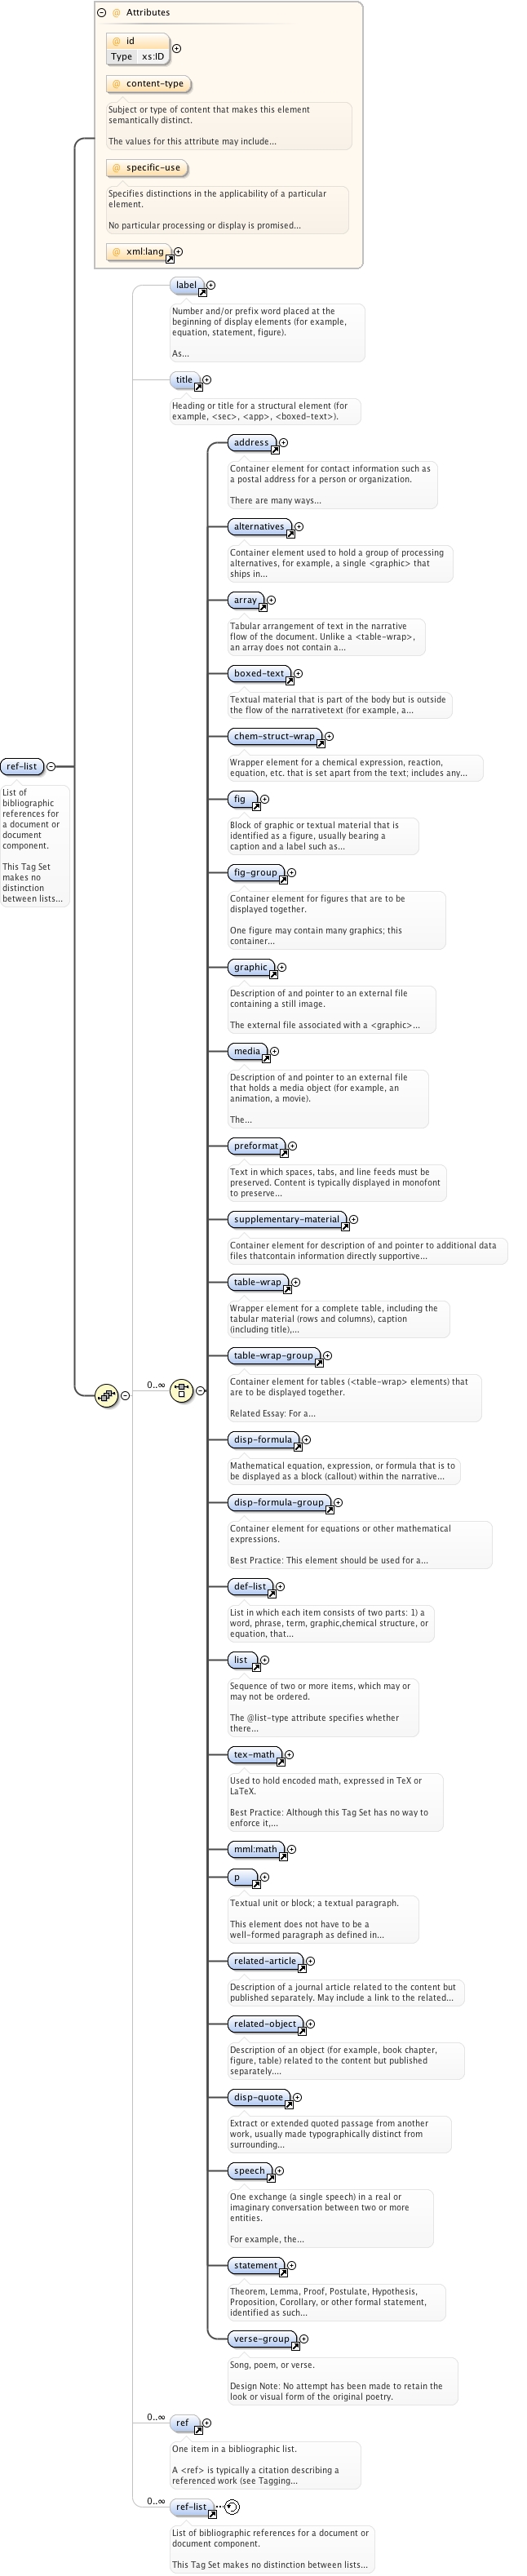 Attributes
@ id
Type xs:ID
@ content-type
Subject or type of content that makes this element
semantically distinct.
The values for this attribute may include...
@ specific-use
Specifies distinctions in the applicability of a particular
element.
No particular processing or display is promised...
@ xml:lang
label
Number and/or prefix word placed at the
beginning of display elements (for example,
equation, statement, figure).
As...
title
Heading or title for a structural element (for
example, <sec>, <app>, <boxed-text>).
address
Container element for contact information such as
a postal address for a person or organization.
There are many ways...
alternatives
Container element used to hold a group of processing
alternatives, for example, a single <graphic> that
ships in...
array
Tabular arrangement of text in the narrative
flow of the document. Unlike a <table-wrap>,
an array does not contain a...
boxed-text
Textual material that is part of the body but is outside
the flow of the narrativetext (for example, a...
chem-struct-wrap
Wrapper element for a chemical expression, reaction,
equation, etc. that is set apart from the text; includes any...
ref-list
List of
bibliographic
references for
a document or
document
component.
This Tag Set
makes no
distinction
between lists...
fig
Block of graphic or textual material that is
identified as a figure, usually bearing a
caption and a label such as...
fig-group
Container element for figures that are to be
displayed together.
One figure may contain many graphics; this
container...
graphic
Description of and pointer to an external file
containing a still image.
The external file associated with a <graphic>...
media
Description of and pointer to an external file
that holds a media object (for example, an
animation, a movie).
The...
preformat
Text in which spaces, tabs, and line feeds must be
preserved. Content is typically displayed in monofont
to preserve...
supplementary-material
Container element for description of and pointer to additional data
files thatcontain information directly supportive...
table-wrap
Wrapper element for a complete table, including the
tabular material (rows and columns), caption
(including title),...
table-wrap-group
Container element for tables (<table-wrap> elements) that
are to be displayed together.
Related Essay: For a...
0..∞
disp-formula
Mathematical equation, expression, or formula that is to
be displayed as a block (callout) within the narrative...
disp-formula-group
Container element for equations or other mathematical
expressions.
Best Practice: This element should be used for a...
def-list
List in which each item consists of two parts: 1) a
word, phrase, term, graphic,chemical structure, or
equation, that...
list
Sequence of two or more items, which may or
may not be ordered.
The @list-type attribute specifies whether
there...
tex-math
Used to hold encoded math, expressed in TeX or
LaTeX.
Best Practice: Although this Tag Set has no way to
enforce it,...
mml:math
p
Textual unit or block; a textual paragraph.
This element does not have to be a
well-formed paragraph as defined in...
related-article
Description of a journal article related to the content but
published separately. May include a link to the related...
related-object
Description of an object (for example, book chapter,
figure, table) related to the content but published
separately....
disp-quote
Extract or extended quoted passage from another
work, usually made typographically distinct from
surrounding...
speech
One exchange (a single speech) in a real or
imaginary conversation between two or more
entities.
For example, the...
statement
Theorem, Lemma, Proof, Postulate, Hypothesis,
Proposition, Corollary, or other formal statement,
identified as such...
verse-group
Song, poem, or verse.
Design Note: No attempt has been made to retain the
look or visual form of the original poetry.
0..∞
ref
One item in a bibliographic list.
A <ref> is typically a citation describing a
referenced work (see Tagging...
0..∞
ref-list
List of bibliographic references for a document or
document component.
This Tag Set makes no distinction between lists...